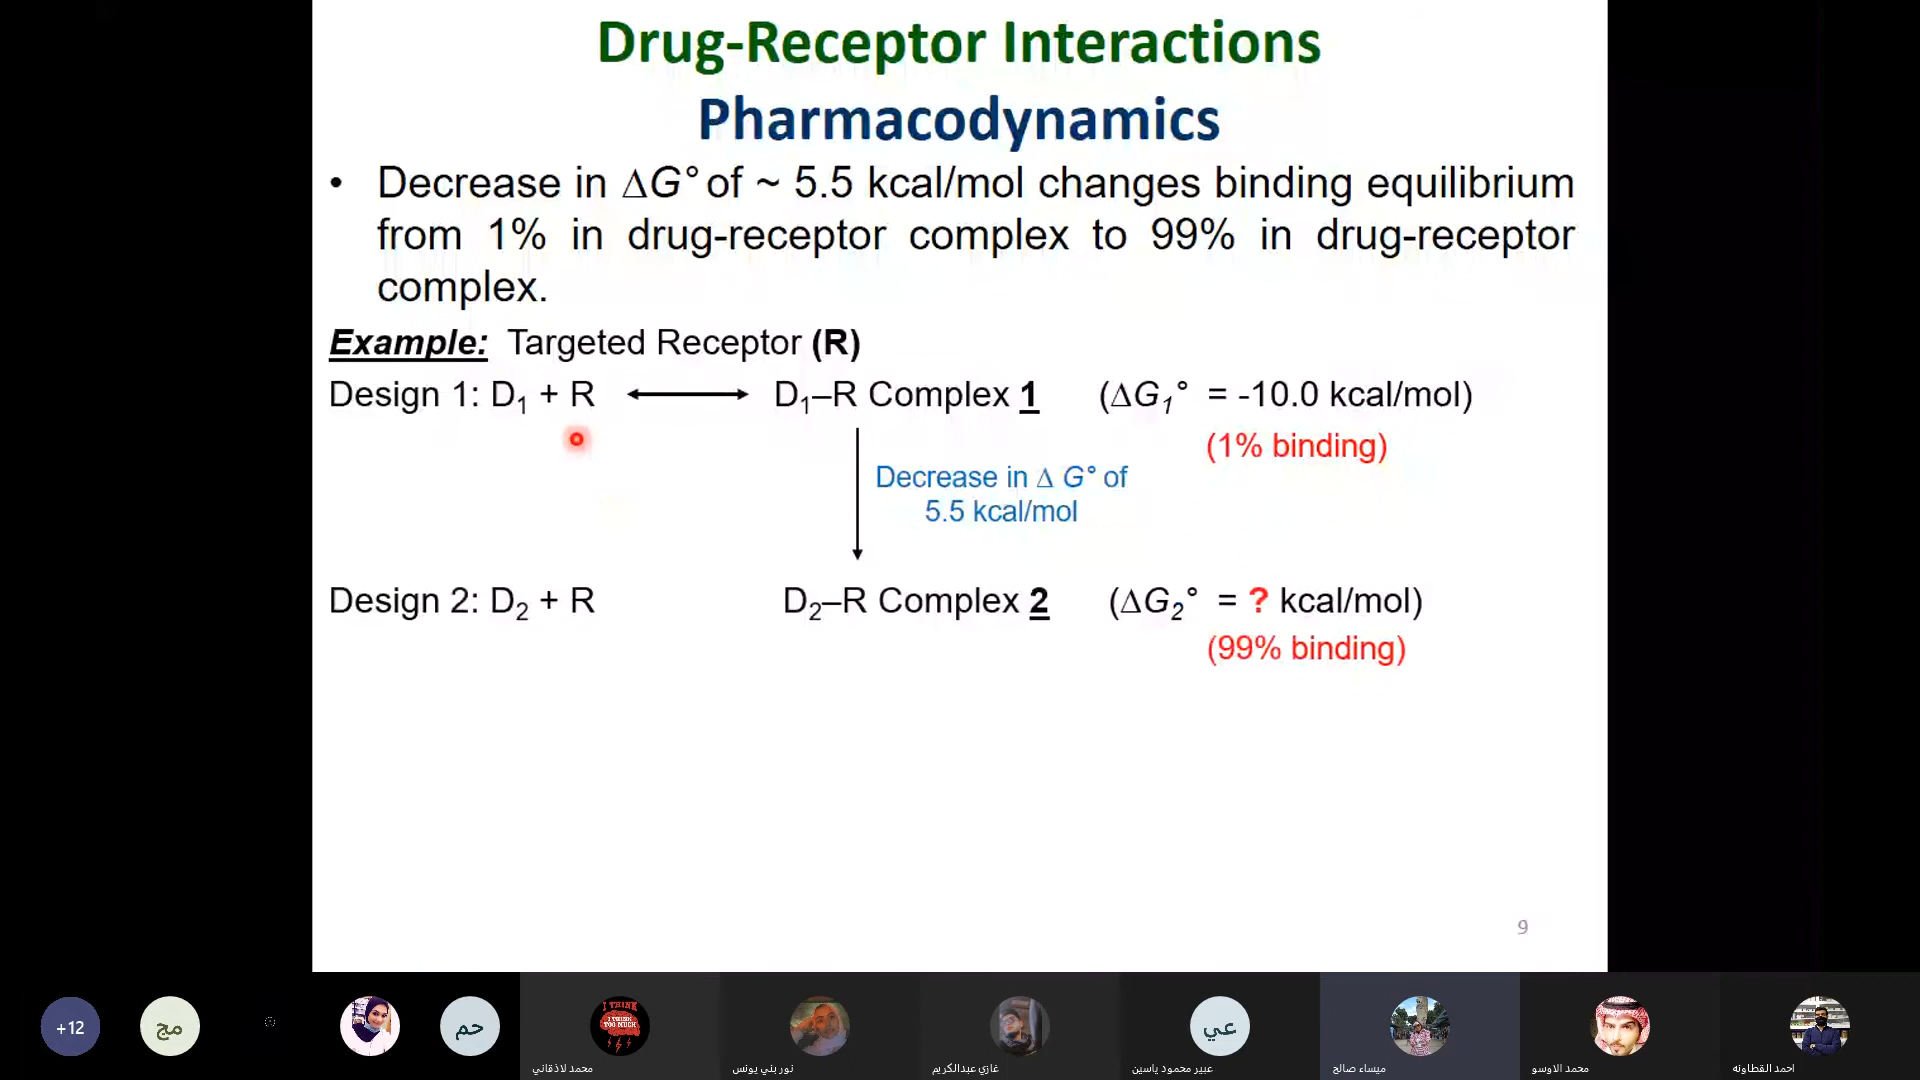 Drug-Receptor Interactions
Pharmacodynamics
• Decrease in ΔG° of ~ 5.5 kcal/mol changes binding equilibrium
from 1% in drug-receptor complex to 99% in drug-receptor
complex.
Example: Targeted Receptor (R)
Design 1: D₁ + R ⟷ D₁–R Complex 1 (ΔG₁° = -10.0 kcal/mol)
(1% binding)
Decrease in Δ G° of
5.5 kcal/mol
Design 2: D₂ + R D₂–R Complex 2 (ΔG₂° = ? kcal/mol)
(99% binding)
9
+12
مج
حم
I THINK
I THINK
TOO MUCH
عي
محمد لاذقاني
نور بني يونس
غازي عبدالكريم
عبير محمود ياسين
ميساء صالح
محمد الاوسو
احمد القطاونه